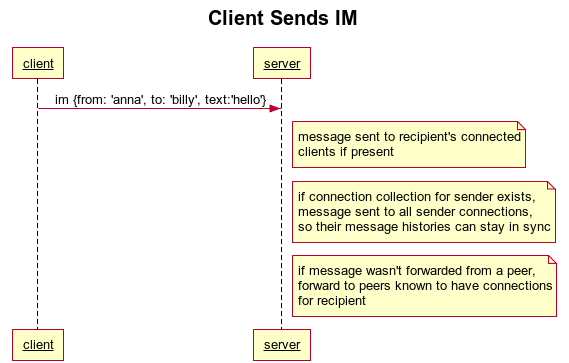 Client Sends IM
client
server
im {from: 'anna', to: 'billy', text:'hello'}
message sent to recipient's connected
clients if present
if connection collection for sender exists,
message sent to all sender connections,
so their message histories can stay in sync
if message wasn't forwarded from a peer,
forward to peers known to have connections
for recipient
client
server